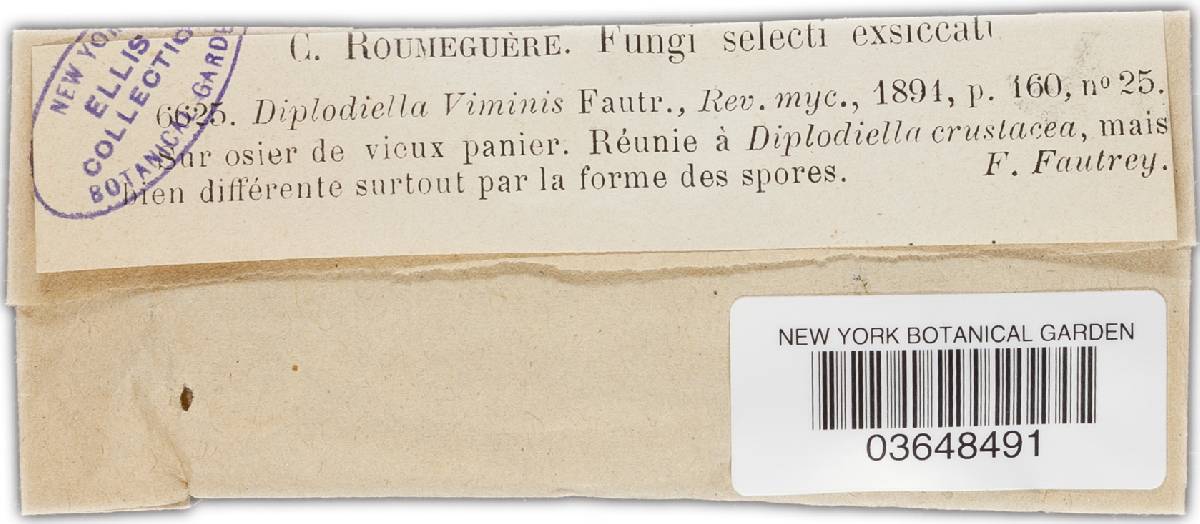 C. ROUMEGUÈRE. Fungi selecti exsiccati
6625. Diplodiella Viminis Fautr., Rev. myc., 1891, p. 160, nº 25.
Sur osier de vieux panier. Réunie à Diplodiella crustacea, mais
bien différente surtout par la forme des spores. F. Fautrey.
NEW YORK
ELLIS
COLLECTION
BOTANICAL GARDEN
NEW YORK BOTANICAL GARDEN
03648491